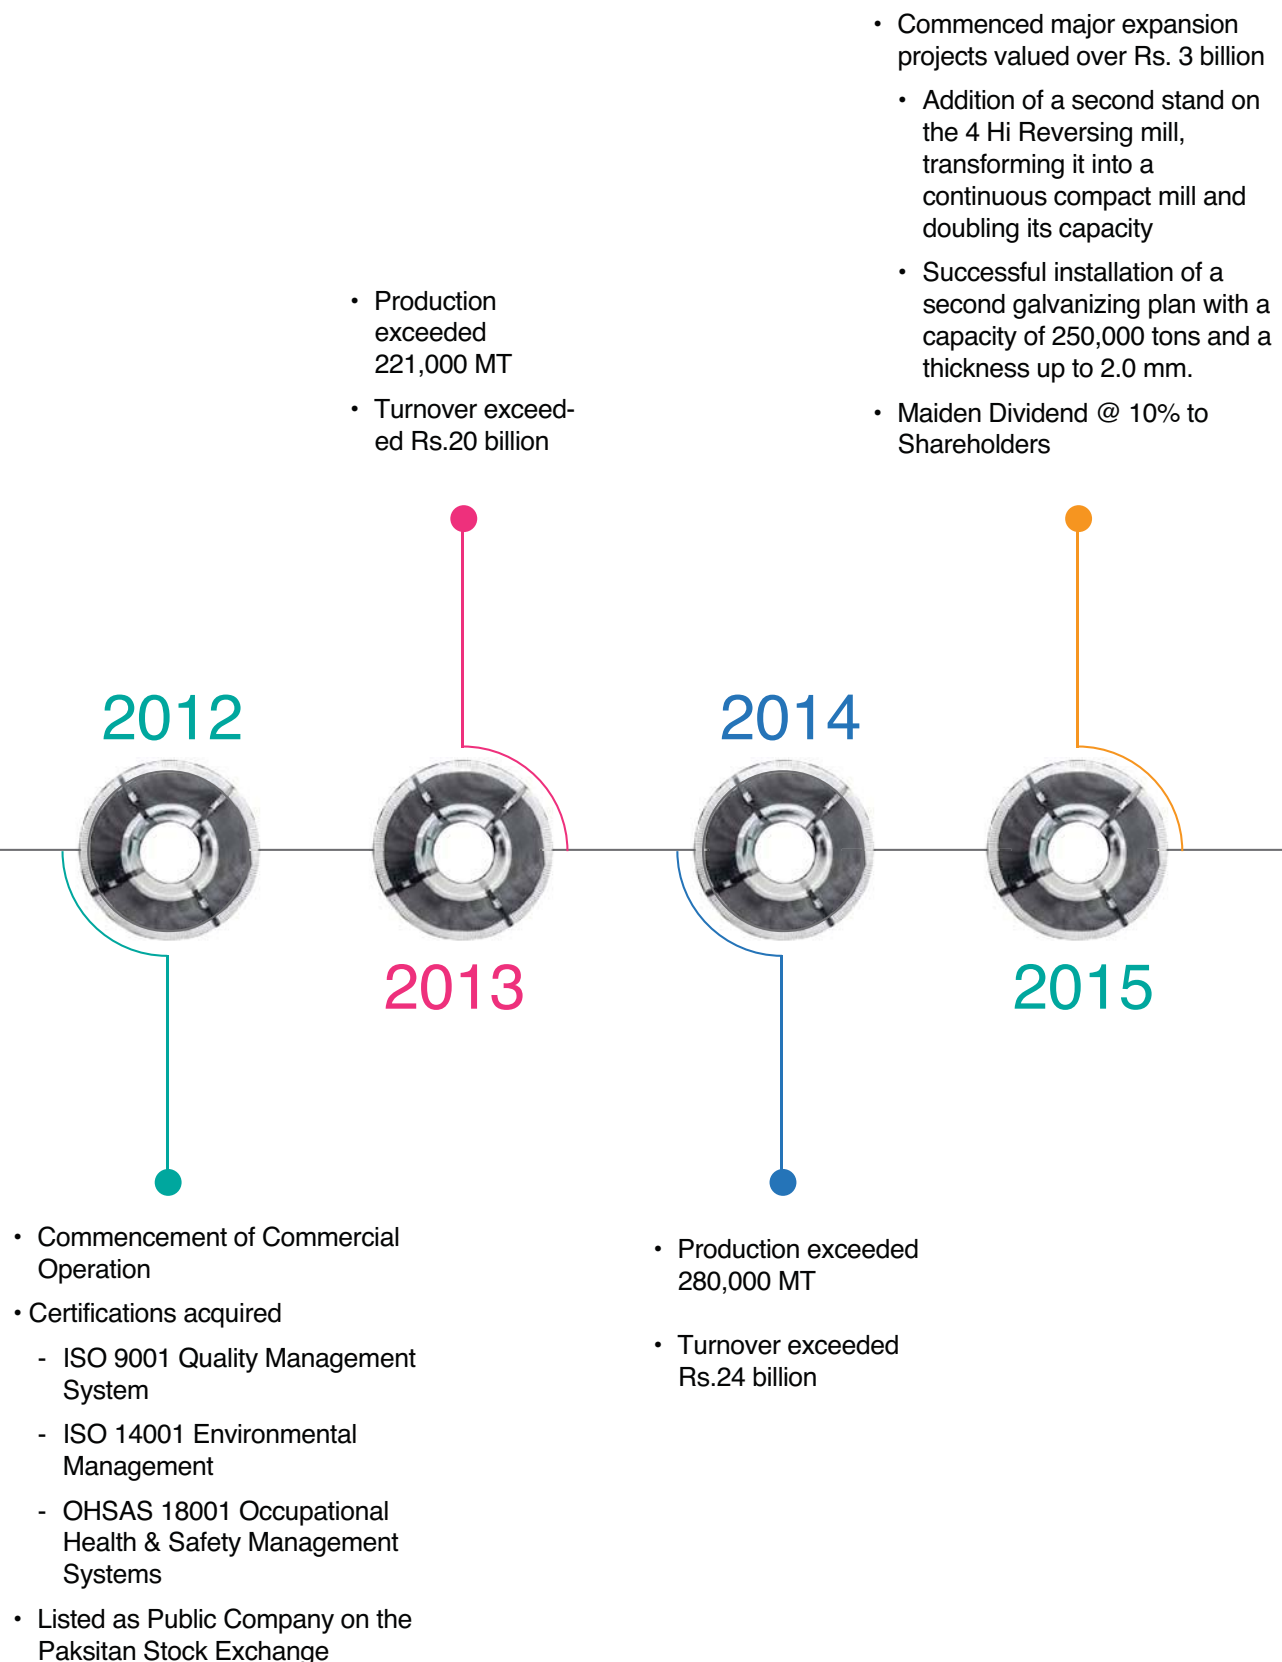 • Commenced major expansion
projects valued over Rs. 3 billion
• Addition of a second stand on
the 4 Hi Reversing mill,
transforming it into a
continuous compact mill and
doubling its capacity
• Successful installation of a
second galvanizing plan with a
capacity of 250,000 tons and a
thickness up to 2.0 mm.
• Maiden Dividend @ 10% to
Shareholders
• Production
exceeded
221,000 MT
• Turnover exceed-
ed Rs.20 billion
2012
2014
2013
2015
• Commencement of Commercial
Operation
• Certifications acquired
- ISO 9001 Quality Management
System
- ISO 14001 Environmental
Management
- OHSAS 18001 Occupational
Health & Safety Management
Systems
• Listed as Public Company on the
Paksitan Stock Exchange
• Production exceeded
280,000 MT
• Turnover exceeded
Rs.24 billion